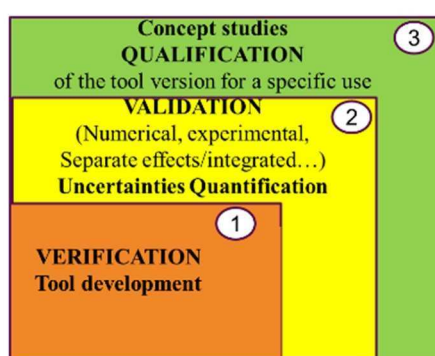 Concept studies
3
QUALIFICATION
of the tool version for a specific use
VALIDATION
2
(Numerical, experimental,
Separate effects/integrated…)
Uncertainties Quantification
1
VERIFICATION
Tool development